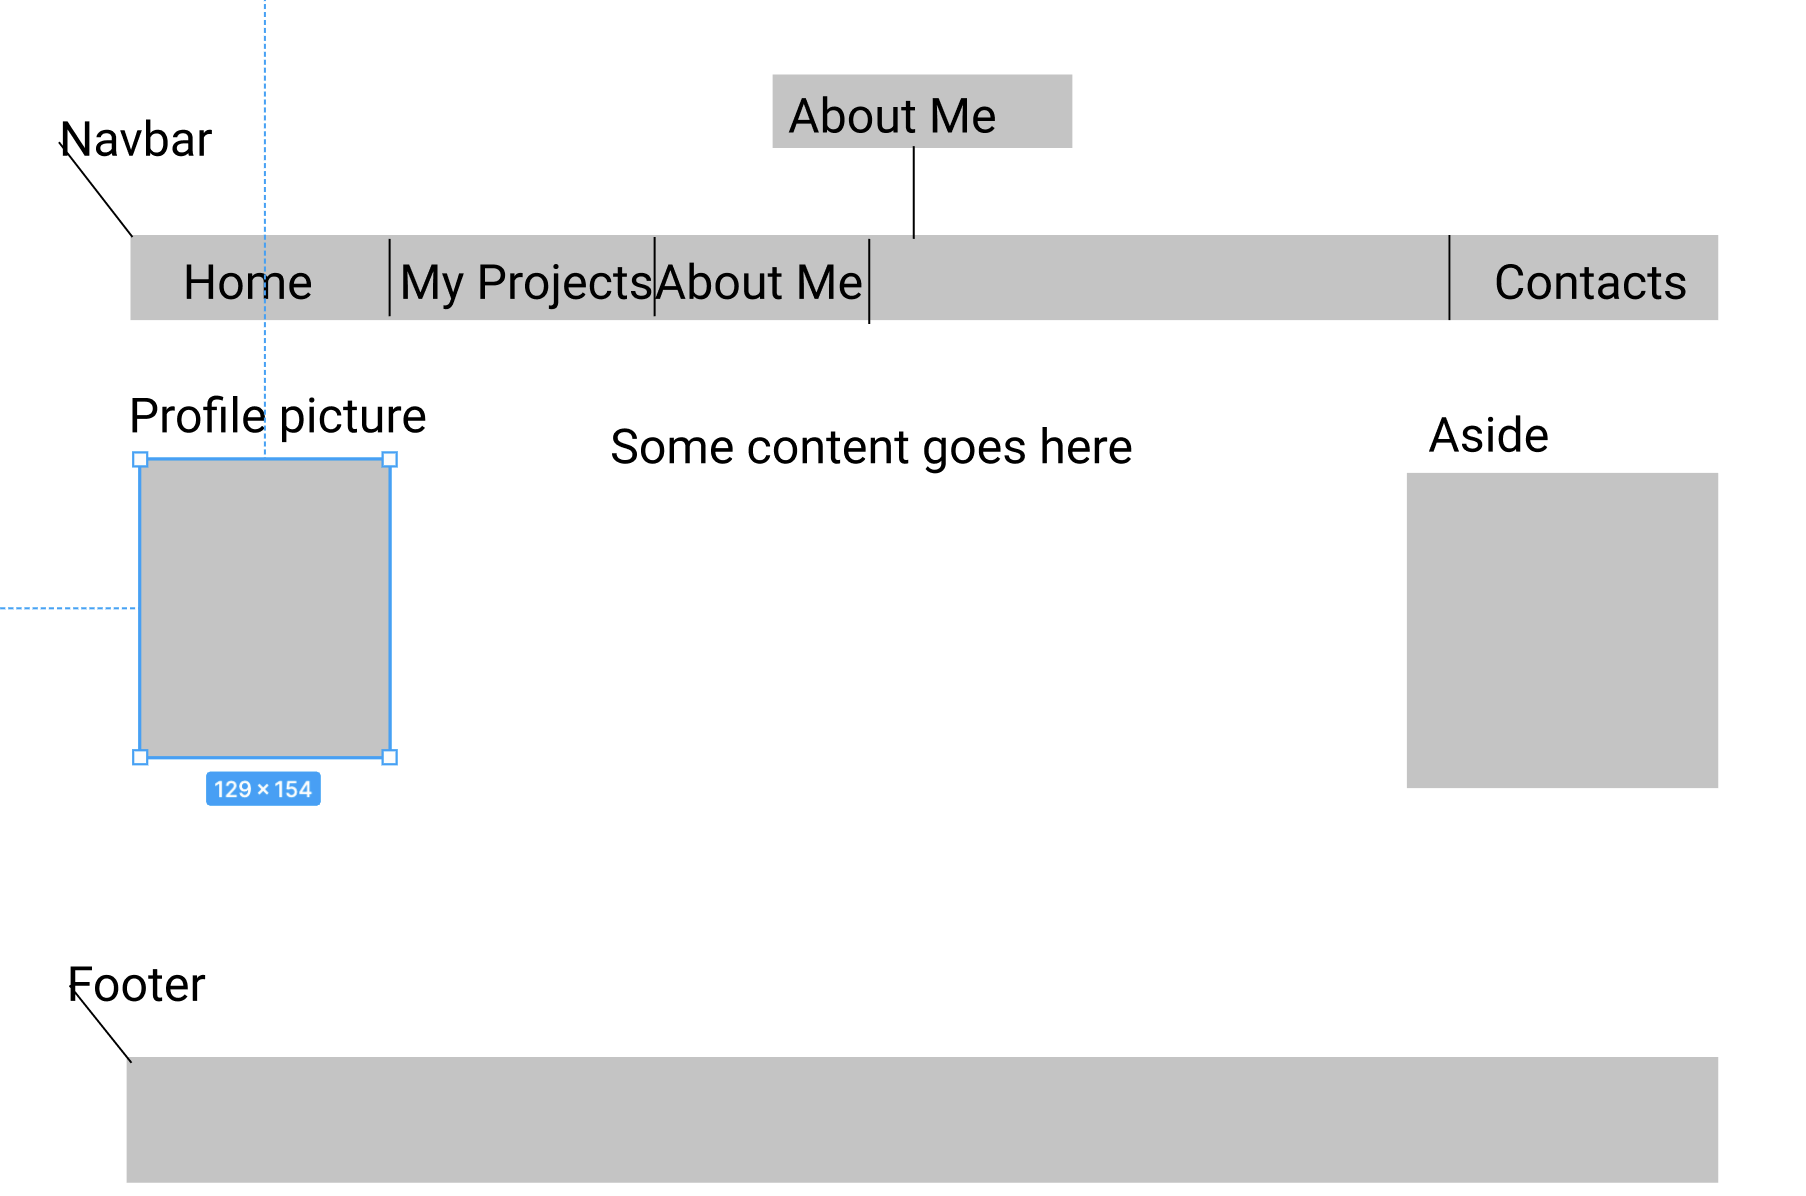 About Me
Navbar
Home
My Projects
About Me
Contacts
Profile picture
Some content goes here
Aside
129 × 154
Footer